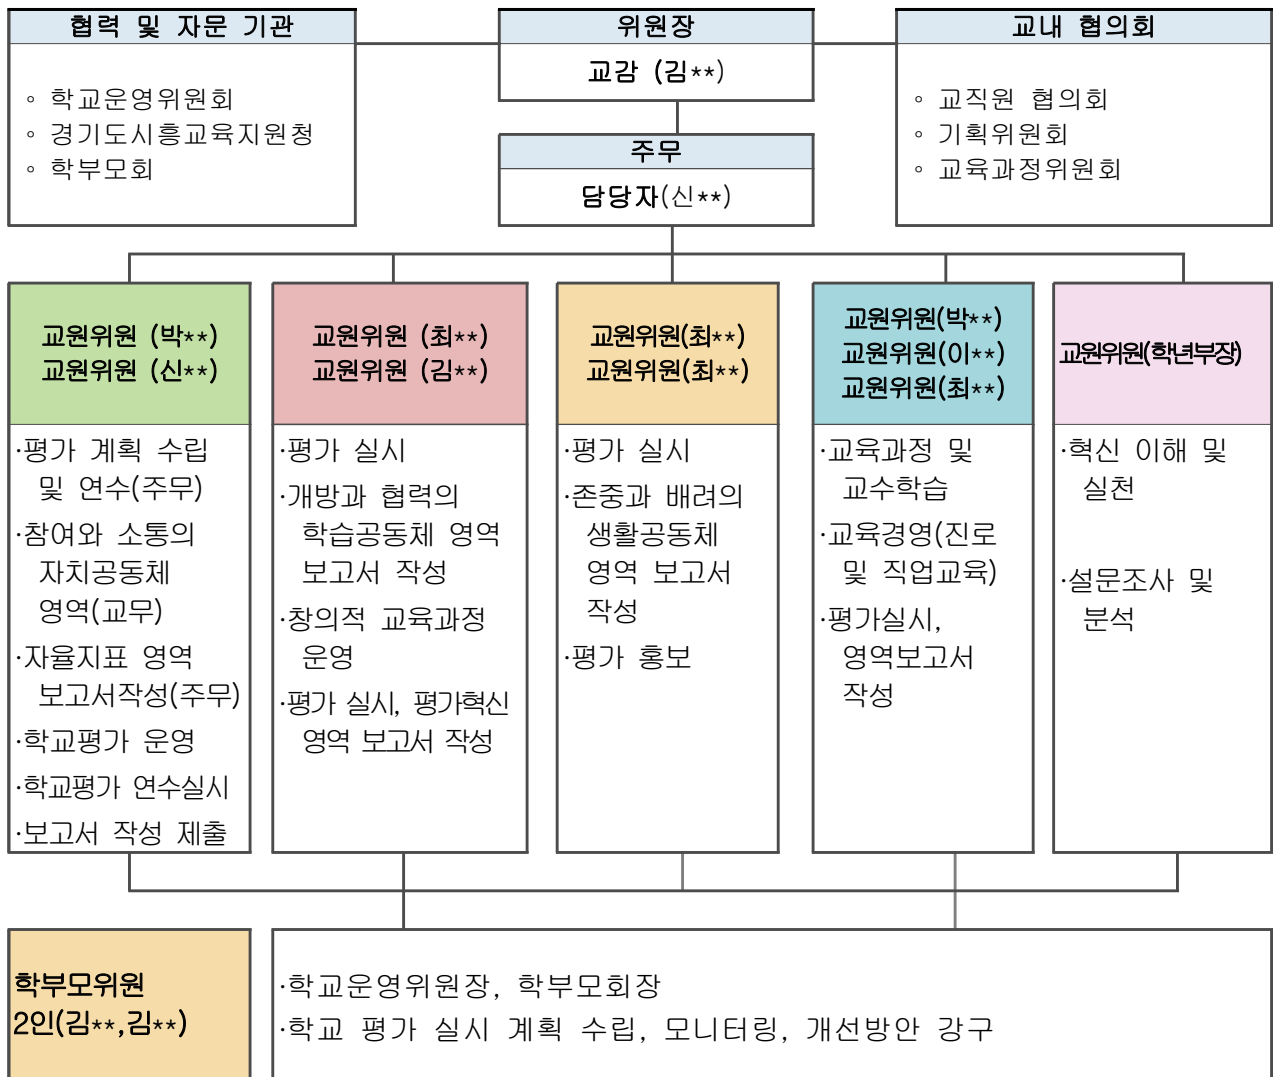 협력 및 자문 기관
◦ 학교운영위원회
◦ 경기도시흥교육지원청
◦ 학부모회
위원장
교감 (김**)
교내 협의회
◦ 교직원 협의회
◦ 기획위원회
◦ 교육과정위원회
주무
담당자(신**)
교원위원 (박**)
교원위원 (신**)
·평가 계획 수립
및 연수(주무)
·참여와 소통의
자치공동체
영역(교무)
·자율지표 영역
보고서작성(주무)
·학교평가 운영
·학교평가 연수실시
·보고서 작성 제출
교원위원 (최**)
교원위원 (김**)
·평가 실시
·개방과 협력의
학습공동체 영역
보고서 작성
·창의적 교육과정
운영
·평가 실시, 평가혁신
영역 보고서 작성
교원위원(최**)
교원위원(최**)
·평가 실시
·존중과 배려의
생활공동체
영역 보고서
작성
·평가 홍보
교원위원(박**)
교원위원(이**)
교원위원(최**)
·교육과정 및
교수학습
·교육경영(진로
및 직업교육)
·평가실시,
영역보고서
작성
교원위원(학년부장)
·혁신 이해 및
실천
·설문조사 및
분석
학부모위원
2인(김**,김**)
·학교운영위원장, 학부모회장
·학교 평가 실시 계획 수립, 모니터링, 개선방안 강구